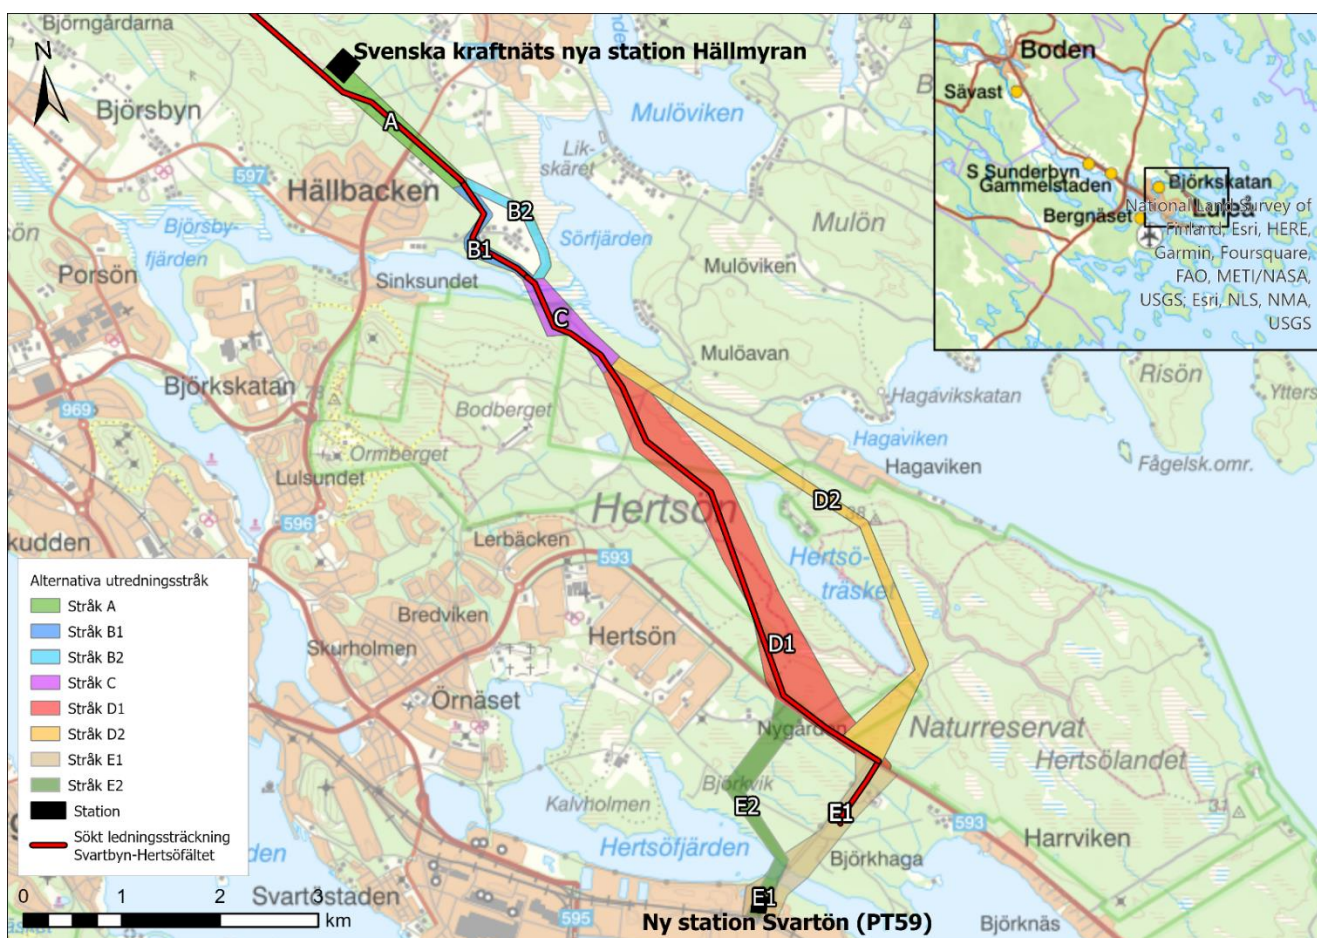 Björngårdarna
N
Svenska kraftnäts nya station Hällmyran
Björsbyn
Mulöviken
40
A
597
Lik-
skäret
Hällbacken
B2
Mulön
Björsby-
fjärden
Sörfjärden
B1
Porsön
Sinksundet
Mulöviken
C
Mulöavan
Björkskatan
Hagavikskatan
Risön
Ytters
969
Bodberget
Hagaviken
Hagaviken
Ormberget
Fågelsk.omr.
Lulsundet
D2
38
Hertsön
596
kudden
Lerbäcken
593
Hertsö-
träsket
Bredviken
Hertsön
D1
Skurholmen
Örnäset
Nygården
Naturreservat
Hertsölandet
Björkvik
Kalvholmen
E2
E1
31
593
Harrviken
Hertsöfjärden
Björkhaga
den
Svartöstaden
E1
595
Ny station Svartön (PT59)
Björknäs
Boden
Sävast
S Sunderbyn
Gammelstaden
Björkskatan
Bergnäset
Luleå
National Land Survey of
Finland, Esri, HERE,
Garmin, Foursquare,
FAO, METI/NASA,
USGS; Esri, NLS, NMA,
USGS
Alternativa utredningsstråk
Stråk A
Stråk B1
Stråk B2
Stråk C
Stråk D1
Stråk D2
Stråk E1
Stråk E2
Station
Sökt ledningssträckning
Svartbyn-Hertsöfältet
0 1 2 3
km